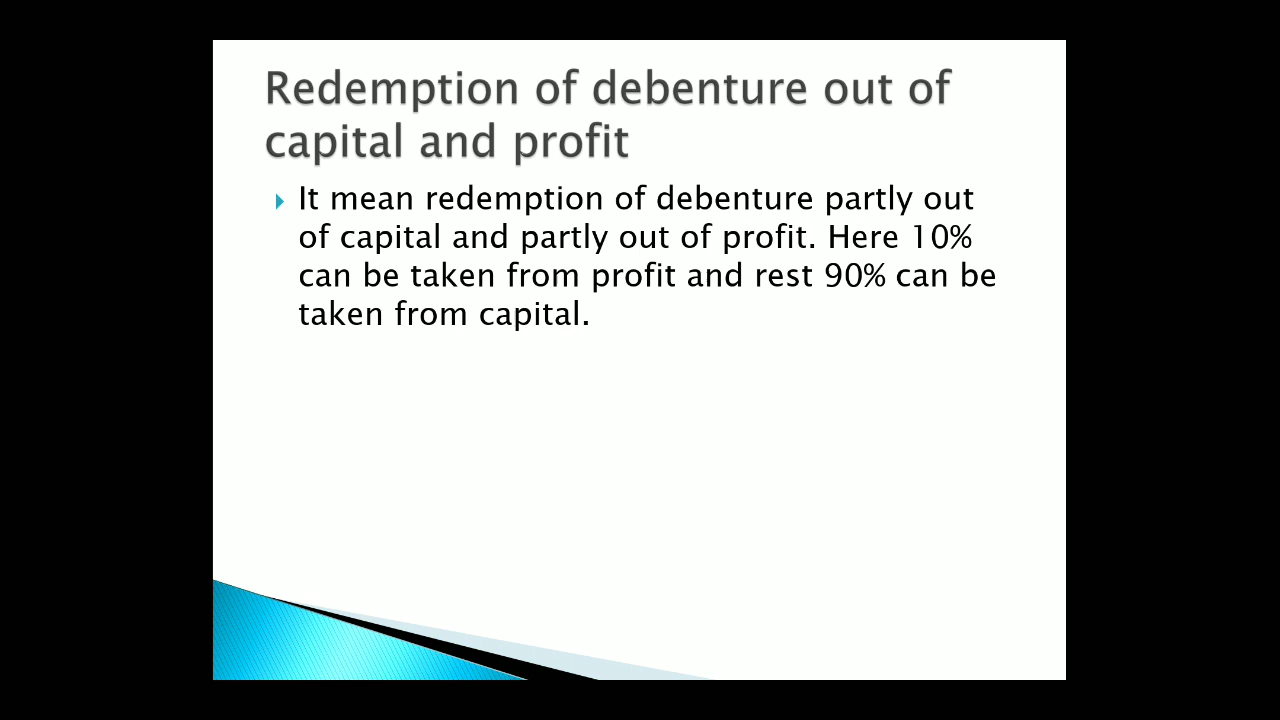 Redemption of debenture out of
capital and profit
It mean redemption of debenture partly out
of capital and partly out of profit. Here 10%
can be taken from profit and rest 90% can be
taken from capital.